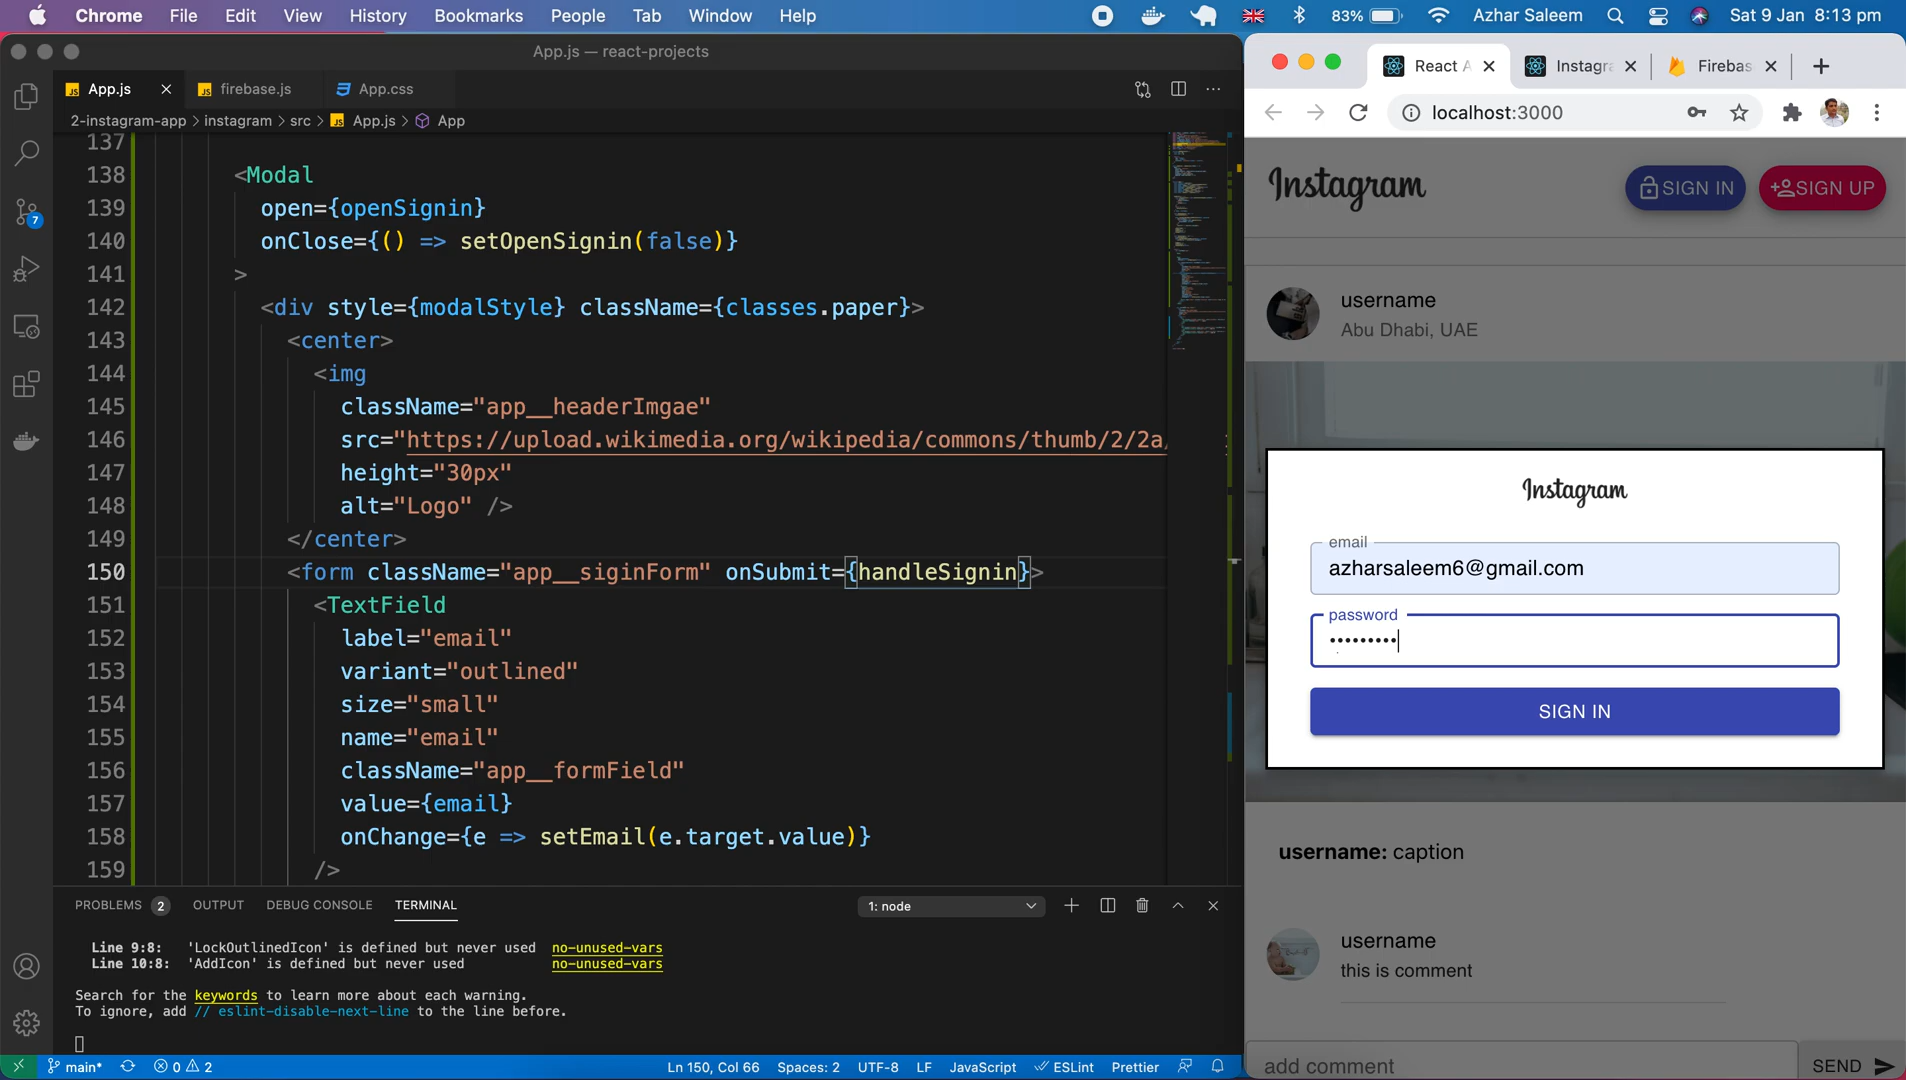 Chrome File Edit View History Bookmarks People Tab Window Help
83% Azhar Saleem Sat 9 Jan 8:13 pm
App.js — react-projects
App.js firebase.js App.css
2-instagram-app > instagram > src > App.js > App
137
138 <Modal
139 open={openSignin}
140 onClose={() => setOpenSignin(false)}
141 >
142 <div style={modalStyle} className={classes.paper}>
143 <center>
144 <img
145 className="app__headerImgae"
146 src="https://upload.wikimedia.org/wikipedia/commons/thumb/2/2a/
147 height="30px"
148 alt="Logo" />
149 </center>
150 <form className="app__siginForm" onSubmit={handleSignin}>
151 <TextField
152 label="email"
153 variant="outlined"
154 size="small"
155 name="email"
156 className="app__formField"
157 value={email}
158 onChange={e => setEmail(e.target.value)}
159 />
7
PROBLEMS 2 OUTPUT DEBUG CONSOLE TERMINAL
1: node
Line 9:8: 'LockOutlinedIcon' is defined but never used no-unused-vars
Line 10:8: 'AddIcon' is defined but never used no-unused-vars
Search for the keywords to learn more about each warning.
To ignore, add // eslint-disable-next-line to the line before.
main* 0 2
Ln 150, Col 66 Spaces: 2 UTF-8 LF JavaScript ESLint Prettier
React A Instagra Firebas
localhost:3000
Instagram
SIGN IN
SIGN UP
username
Abu Dhabi, UAE
Instagram
email
azharsaleem6@gmail.com
password
•••••••••
SIGN IN
username: caption
username
this is comment
add comment
SEND